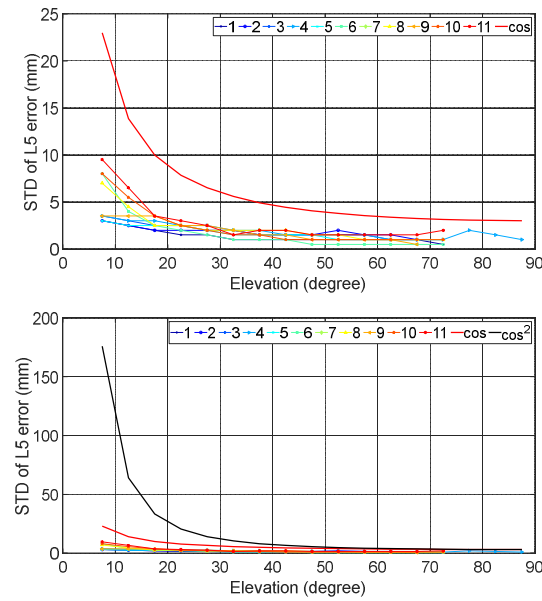 25
20
15
10
5
0
STD of L5 error (mm)
1 2 3 4 5 6 7 8 9 10 11 cos
0 10 20 30 40 50 60 70 80 90
Elevation (degree)
200
150
100
50
0
STD of L5 error (mm)
1 2 3 4 5 6 7 8 9 10 11 cos cos²
0 10 20 30 40 50 60 70 80 90
Elevation (degree)